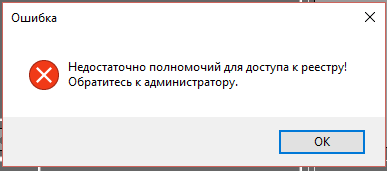 Ошибка
Недостаточно полномочий для доступа к реестру!
Обратитесь к администратору.
OK